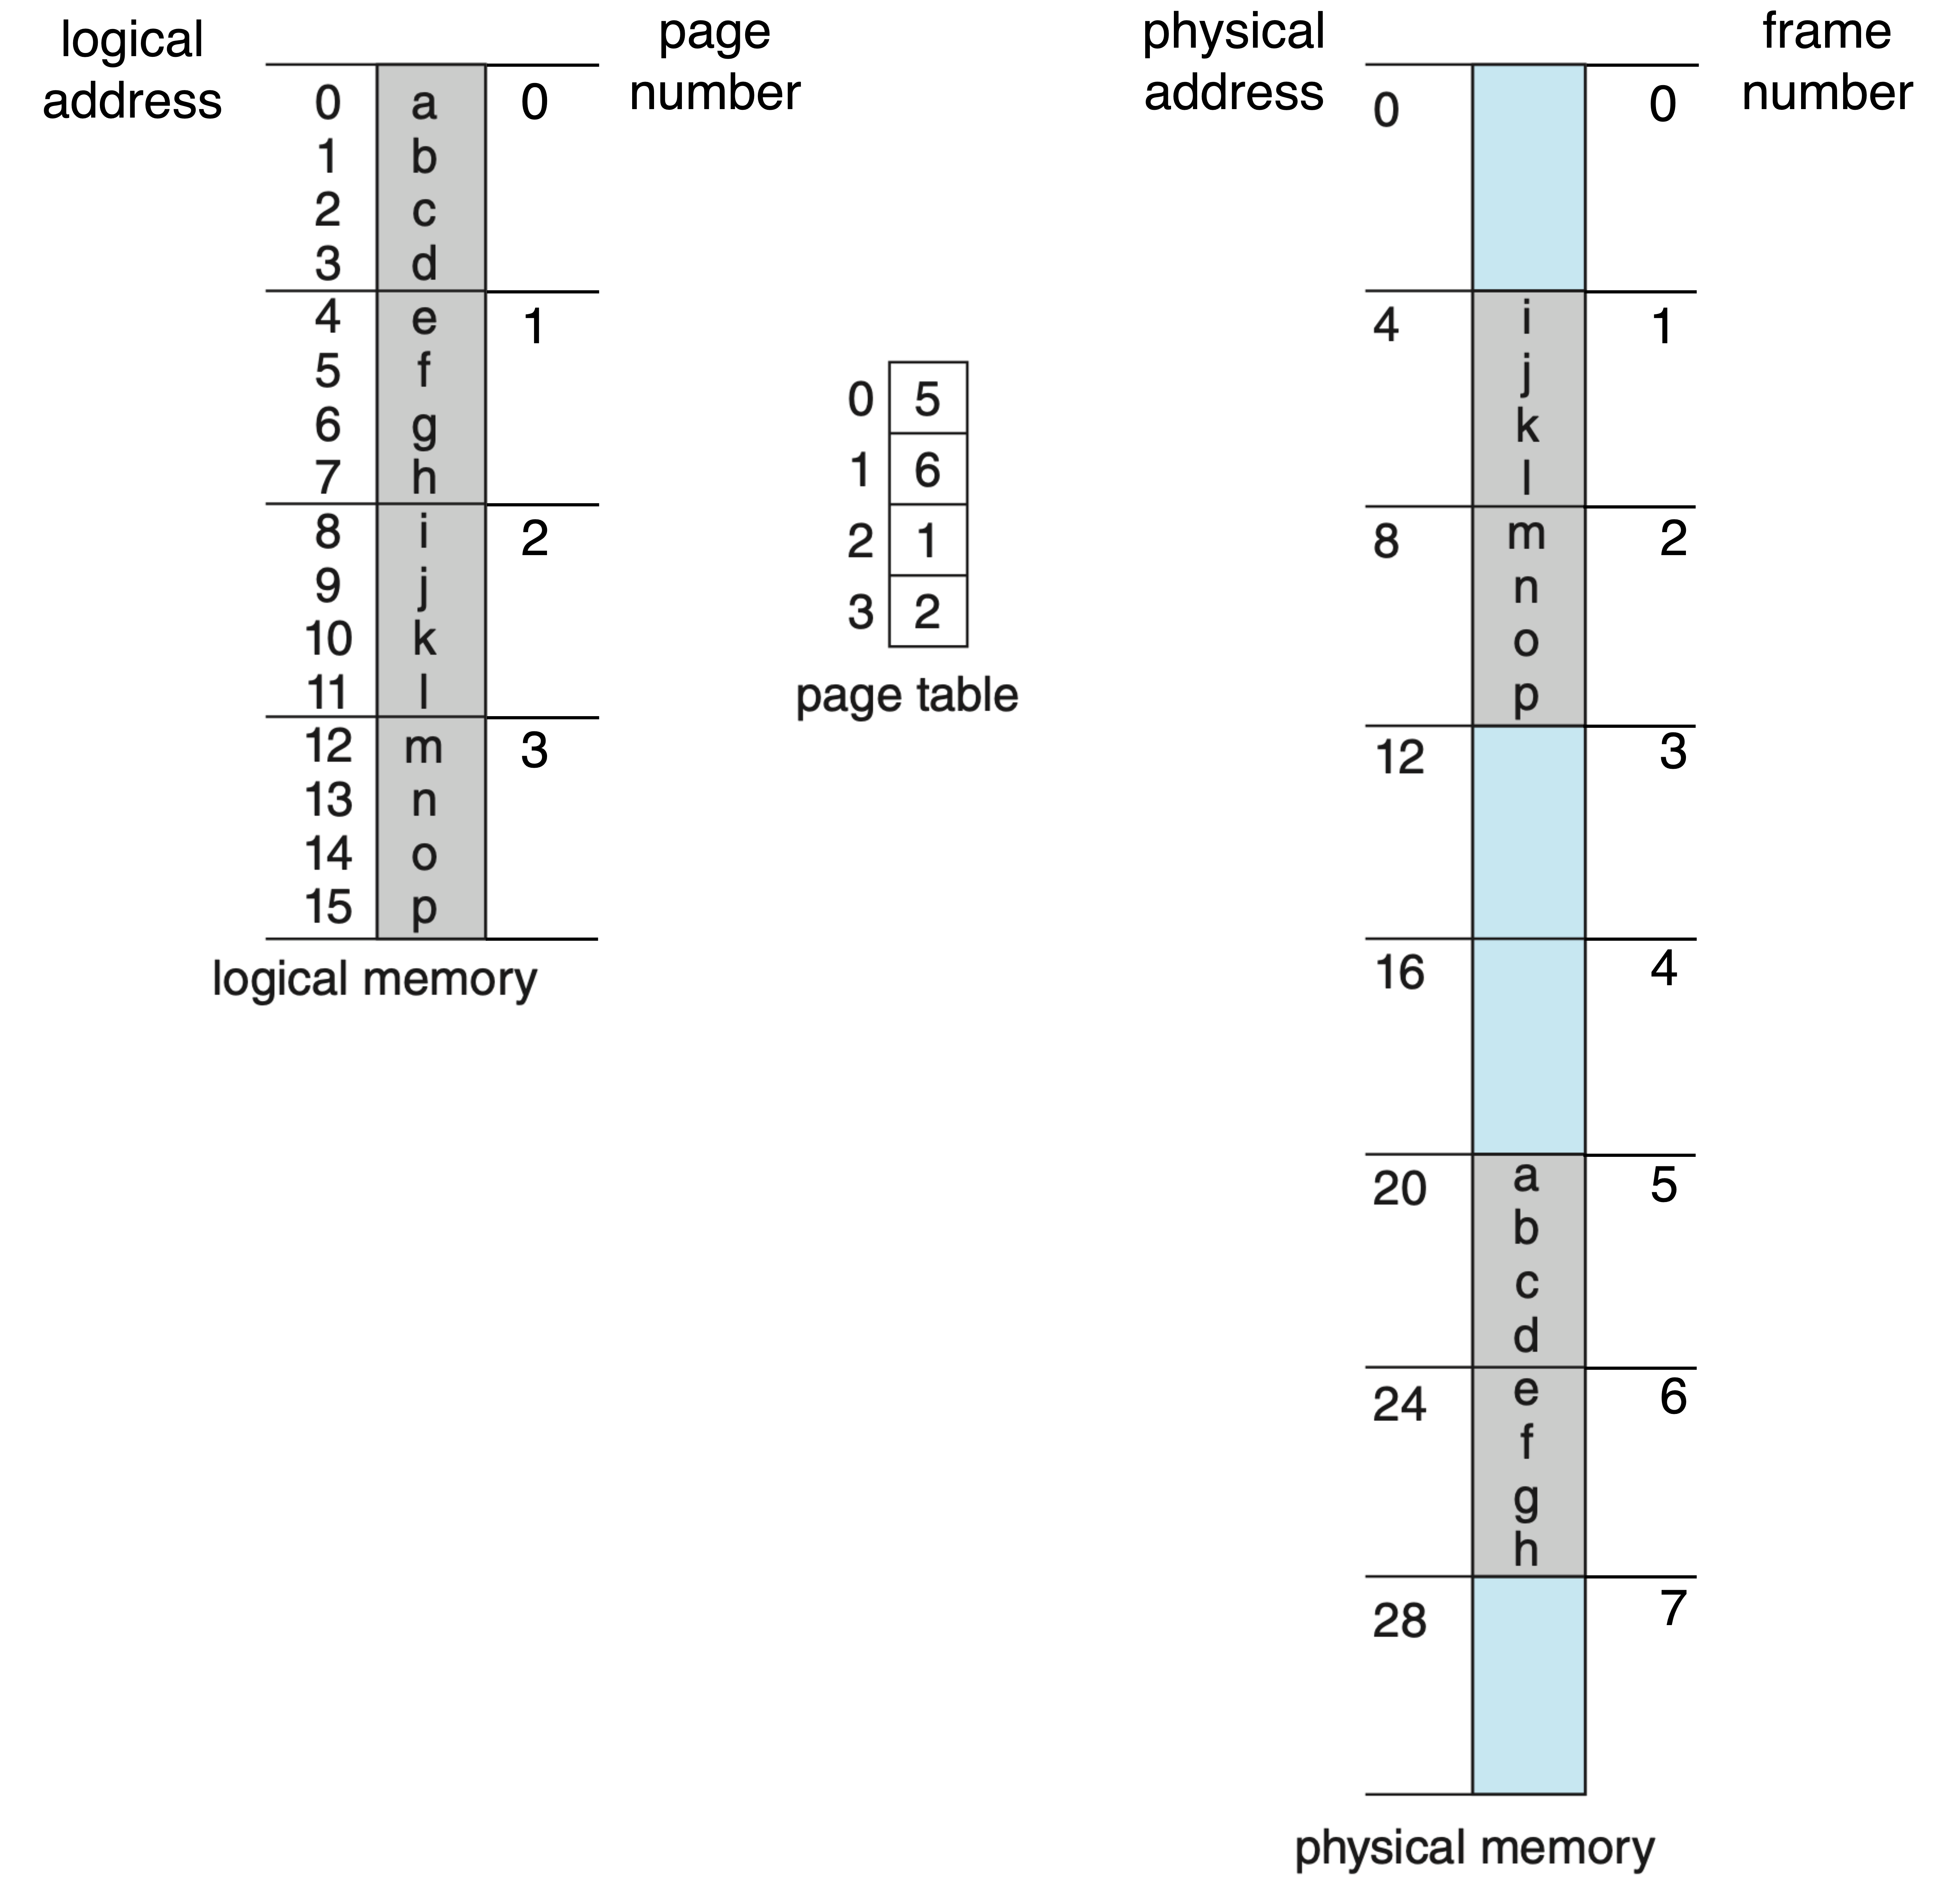 logical
address
page
number
physical
address
frame
number
0 a 0
1 b
2 c
3 d
4 e 1
5 f
6 g
7 h
8 i 2
9 j
10 k
11 l
12 m 3
13 n
14 o
15 p
logical memory
0 5
1 6
2 1
3 2
page table
0 0
4 i 1
j
k
l
8 m 2
n
o
p
12 3
16 4
20 a 5
b
c
d
24 e 6
f
g
h
28 7
physical memory